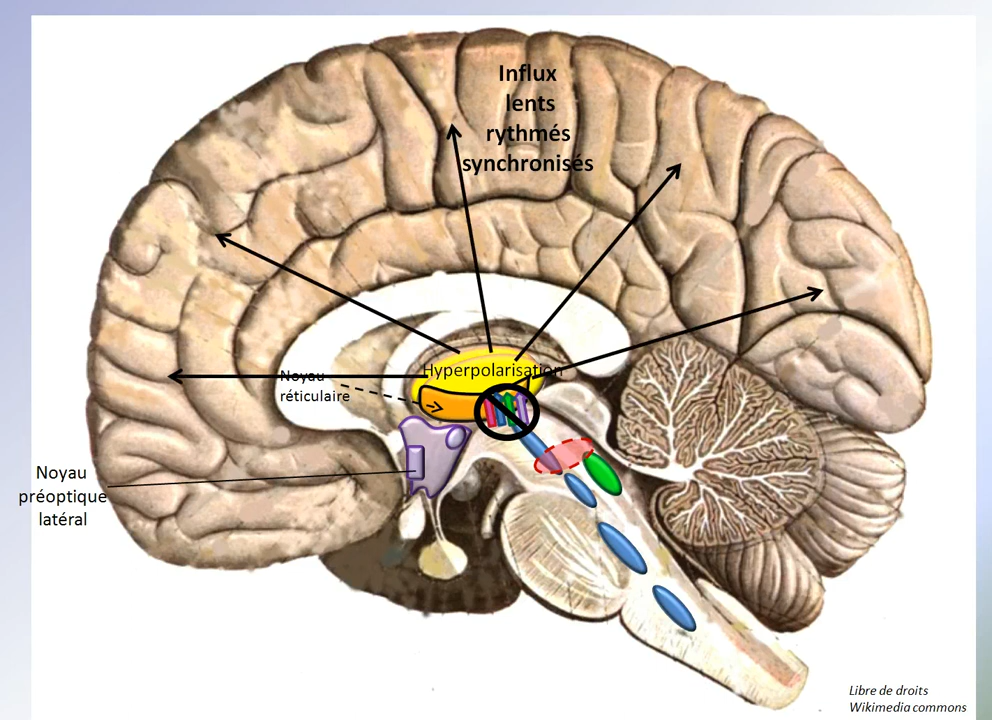 Influx
lents
rythmés
synchronisés
Hyperpolarisation
Noyau
réticulaire
Noyau
préoptique
latéral
Libre de droits
Wikimedia commons